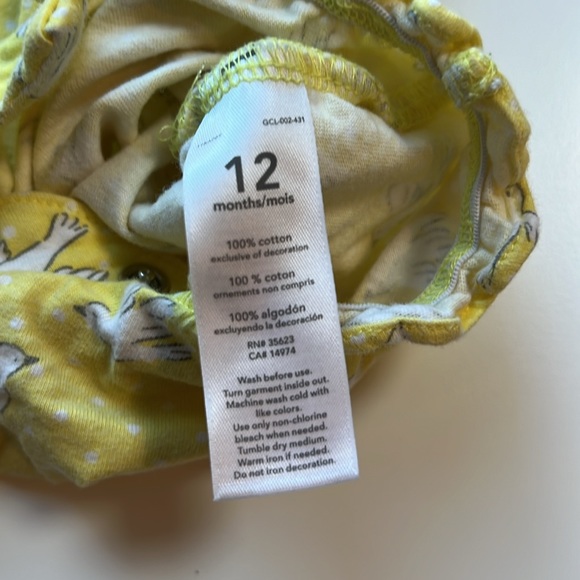 GCL-002-431
12
months/mois
100% cotton
exclusive of decoration
100 % coton
ornements non compris
100% algodón
excluyendo la decoración
RN# 35623
CA# 14974
Wash before use.
Turn garment inside out.
Machine wash cold with
like colors.
Use only non-chlorine
bleach when needed.
Tumble dry medium.
Warm iron if needed.
Do not iron decoration.